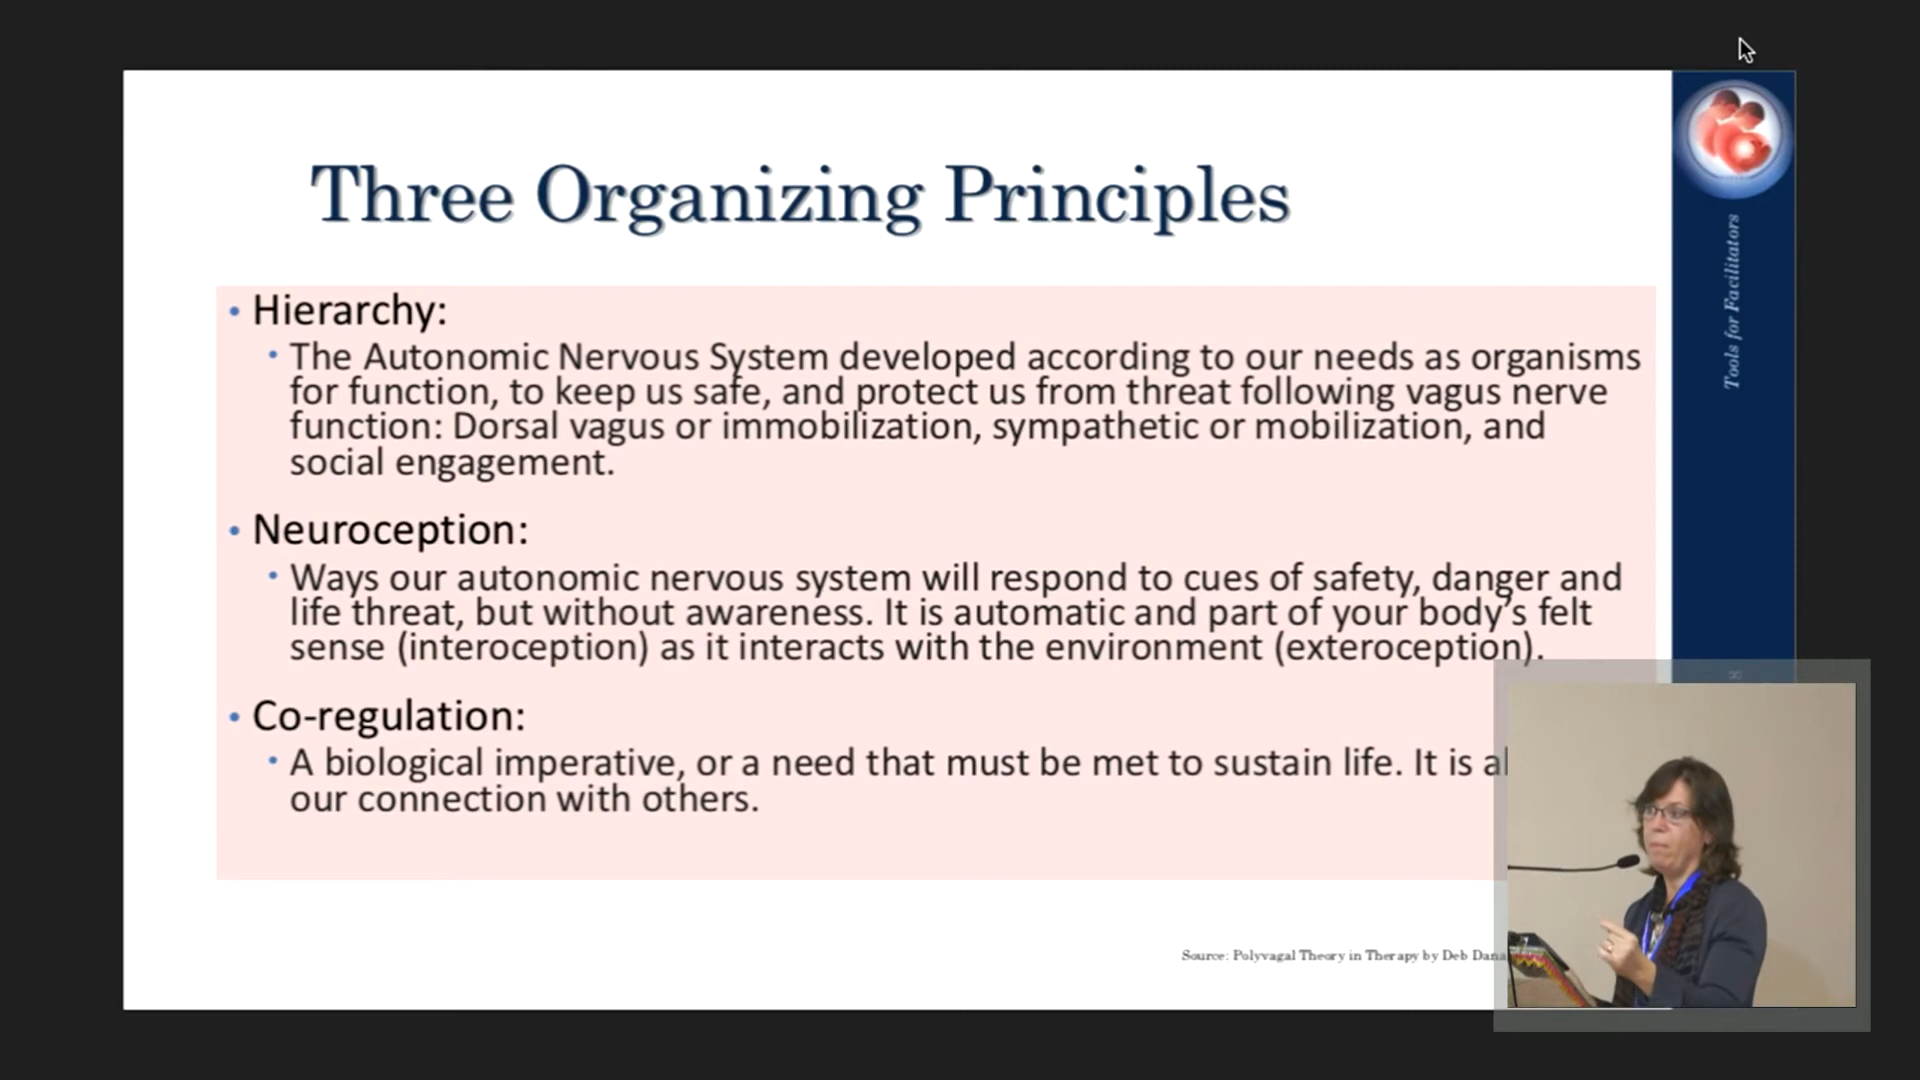 Three Organizing Principles
• Hierarchy:
• The Autonomic Nervous System developed according to our needs as organisms
for function, to keep us safe, and protect us from threat following vagus nerve
function: Dorsal vagus or immobilization, sympathetic or mobilization, and
social engagement.
• Neuroception:
• Ways our autonomic nervous system will respond to cues of safety, danger and
life threat, but without awareness. It is automatic and part of your body’s felt
sense (interoception) as it interacts with the environment (exteroception).
• Co-regulation:
• A biological imperative, or a need that must be met to sustain life. It is
our connection with others.
Source: Polyvagal Theory in Therapy by Deb Dana
Tools for Facilitators